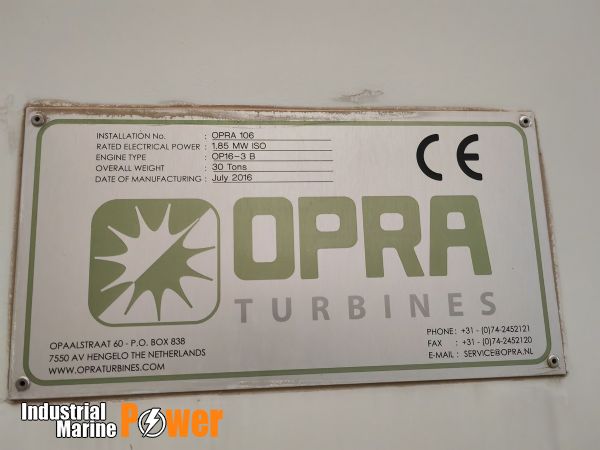 INSTALLATION No. : OPRA 106
RATED ELECTRICAL POWER : 1.85 MW ISO
ENGINE TYPE : OP16-3 B
OVERALL WEIGHT : 30 Tons
DATE OF MANUFACTURING : July 2016
CE
OPRA
TURBINES
OPAALSTRAAT 60 - P.O. BOX 838
7550 AV HENGELO THE NETHERLANDS
WWW.OPRATURBINES.COM
PHONE : +31 - (0)74-2452121
FAX : +31 - (0)74-2452120
E-MAIL : SERVICE@OPRA.NL
Industrial
Marine Power